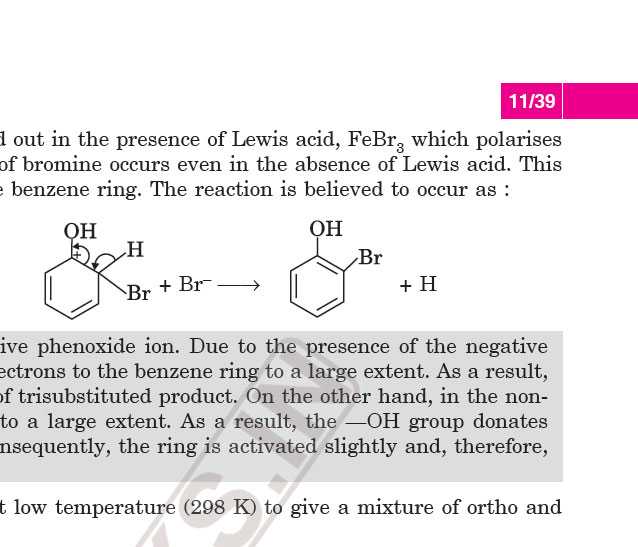 11/39
d out in the presence of Lewis acid, FeBr3 which polarises
of bromine occurs even in the absence of Lewis acid. This
e benzene ring. The reaction is believed to occur as :
OH
OH
+
H
Br
Br
+ Br– ⟶
+ H
ive phenoxide ion. Due to the presence of the negative
ectrons to the benzene ring to a large extent. As a result,
of trisubstituted product. On the other hand, in the non-
to a large extent. As a result, the —OH group donates
nsequently, the ring is activated slightly and, therefore,
t low temperature (298 K) to give a mixture of ortho and